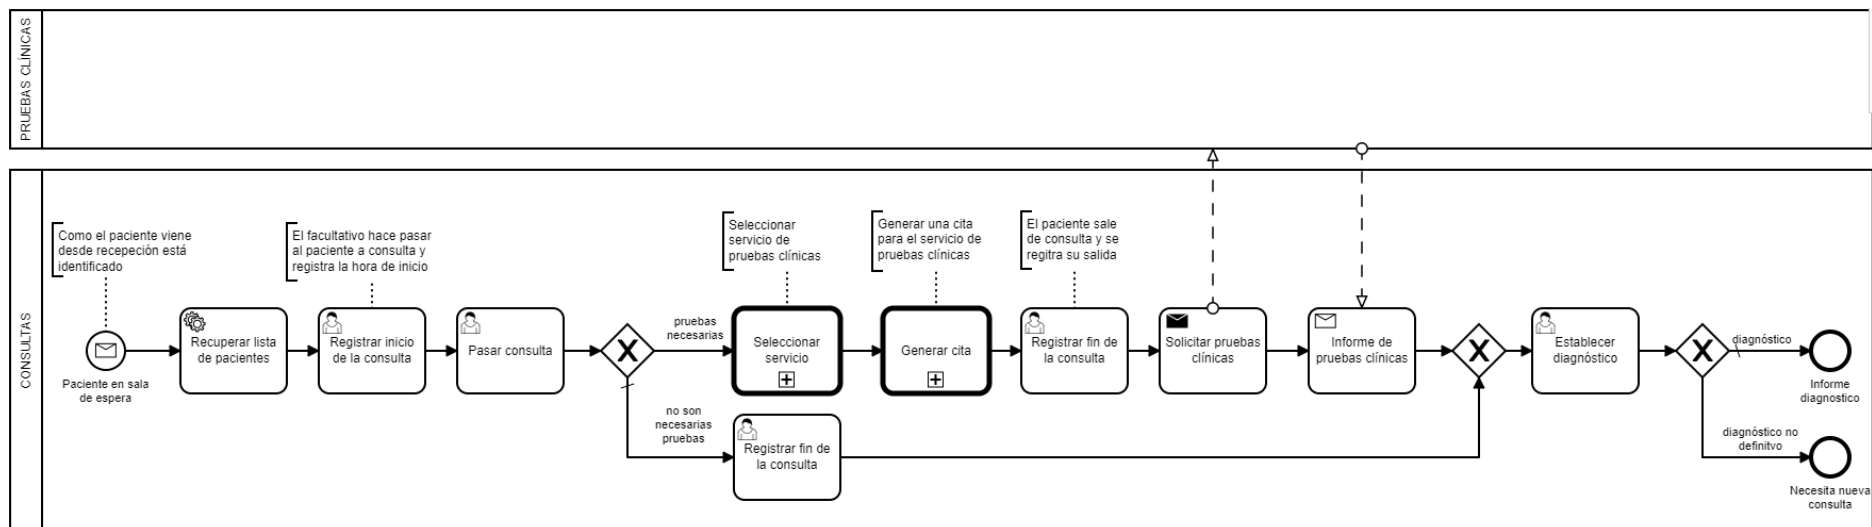 PRUEBAS CLÍNICAS
CONSULTAS
Como el paciente viene
desde recepeción está
identificado
Paciente en sala
de espera
Recuperar lista
de pacientes
El facultativo hace pasar
al paciente a consulta y
registra la hora de inicio
Registrar inicio
de la consulta
Pasar consulta
pruebas
necesarias
no son
necesarias
pruebas
Seleccionar
servicio de
pruebas clínicas
Seleccionar
servicio
Registrar fin de
la consulta
Generar una cita
para el servicio de
pruebas clínicas
Generar cita
El paciente sale
de consulta y se
regitra su salida
Registrar fin de
la consulta
Solicitar pruebas
clínicas
Informe de
pruebas clínicas
Establecer
diagnóstico
diagnóstico
Informe
diagnostico
diagnóstico no
definitvo
Necesita nueva
consulta